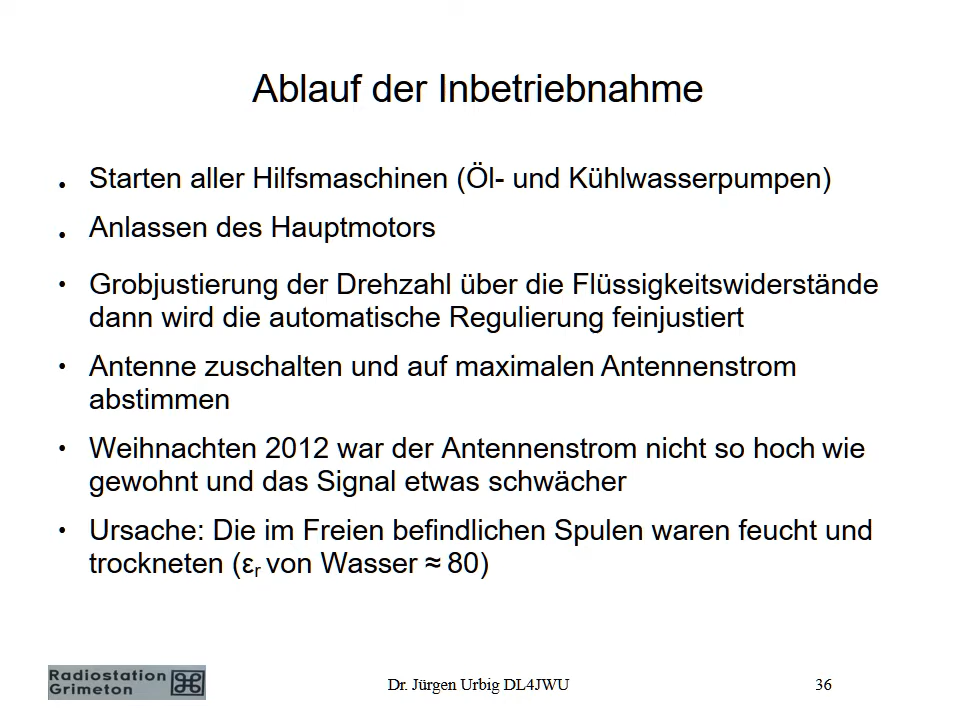 Ablauf der Inbetriebnahme
• Starten aller Hilfsmaschinen (Öl- und Kühlwasserpumpen)
• Anlassen des Hauptmotors
• Grobjustierung der Drehzahl über die Flüssigkeitswiderstände
dann wird die automatische Regulierung feinjustiert
• Antenne zuschalten und auf maximalen Antennenstrom
abstimmen
• Weihnachten 2012 war der Antennenstrom nicht so hoch wie
gewohnt und das Signal etwas schwächer
• Ursache: Die im Freien befindlichen Spulen waren feucht und
trockneten (εr von Wasser ≈ 80)
Radiostation
Grimeton
Dr. Jürgen Urbig DL4JWU
36